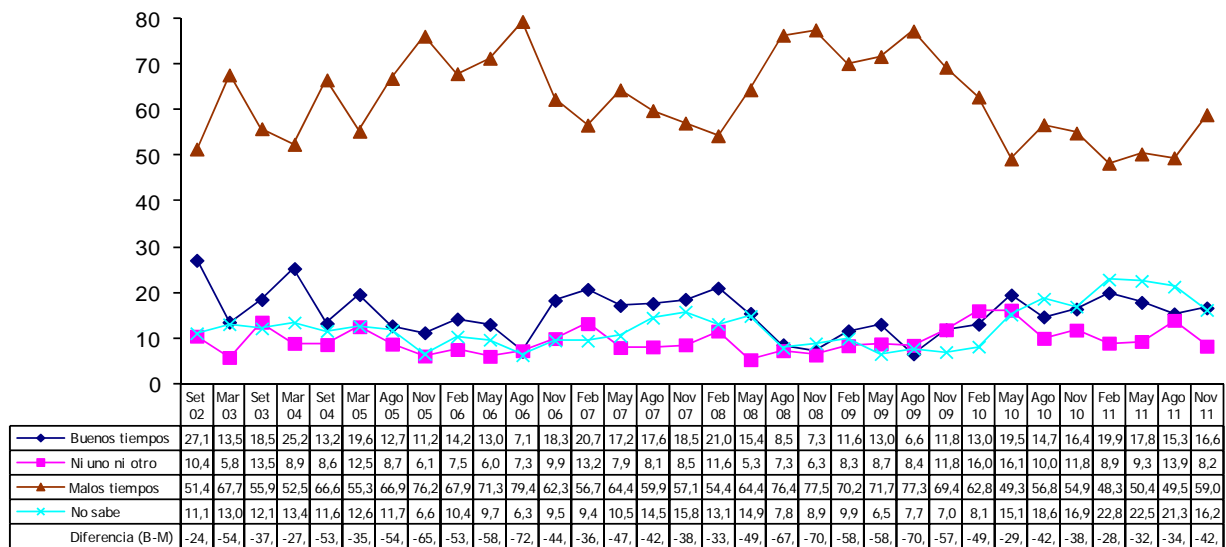 80
70
60
50
40
30
20
10
0
Set 02 Mar 03 Set 03 Mar 04 Set 04 Mar 05 Ago 05 Nov 05 Feb 06 May 06 Ago 06 Nov 06 Feb 07 May 07 Ago 07 Nov 07 Feb 08 May 08 Ago 08 Nov 08 Feb 09 May 09 Ago 09 Nov 09 Feb 10 May 10 Ago 10 Nov 10 Feb 11 May 11 Ago 11 Nov 11
Buenos tiempos 27,1 13,5 18,5 25,2 13,2 19,6 12,7 11,2 14,2 13,0 7,1 18,3 20,7 17,2 17,6 18,5 21,0 15,4 8,5 7,3 11,6 13,0 6,6 11,8 13,0 19,5 14,7 16,4 19,9 17,8 15,3 16,6
Ni uno ni otro 10,4 5,8 13,5 8,9 8,6 12,5 8,7 6,1 7,5 6,0 7,3 9,9 13,2 7,9 8,1 8,5 11,6 5,3 7,3 6,3 8,3 8,7 8,4 11,8 16,0 16,1 10,0 11,8 8,9 9,3 13,9 8,2
Malos tiempos 51,4 67,7 55,9 52,5 66,6 55,3 66,9 76,2 67,9 71,3 79,4 62,3 56,7 64,4 59,9 57,1 54,4 64,4 76,4 77,5 70,2 71,7 77,3 69,4 62,8 49,3 56,8 54,9 48,3 50,4 49,5 59,0
No sabe 11,1 13,0 12,1 13,4 11,6 12,6 11,7 6,6 10,4 9,7 6,3 9,5 9,4 10,5 14,5 15,8 13,1 14,9 7,8 8,9 9,9 6,5 7,7 7,0 8,1 15,1 18,6 16,9 22,8 22,5 21,3 16,2
Diferencia (B-M) -24, -54, -37, -27, -53, -35, -54, -65, -53, -58, -72, -44, -36, -47, -42, -38, -33, -49, -67, -70, -58, -58, -70, -57, -49, -29, -42, -38, -28, -32, -34, -42,